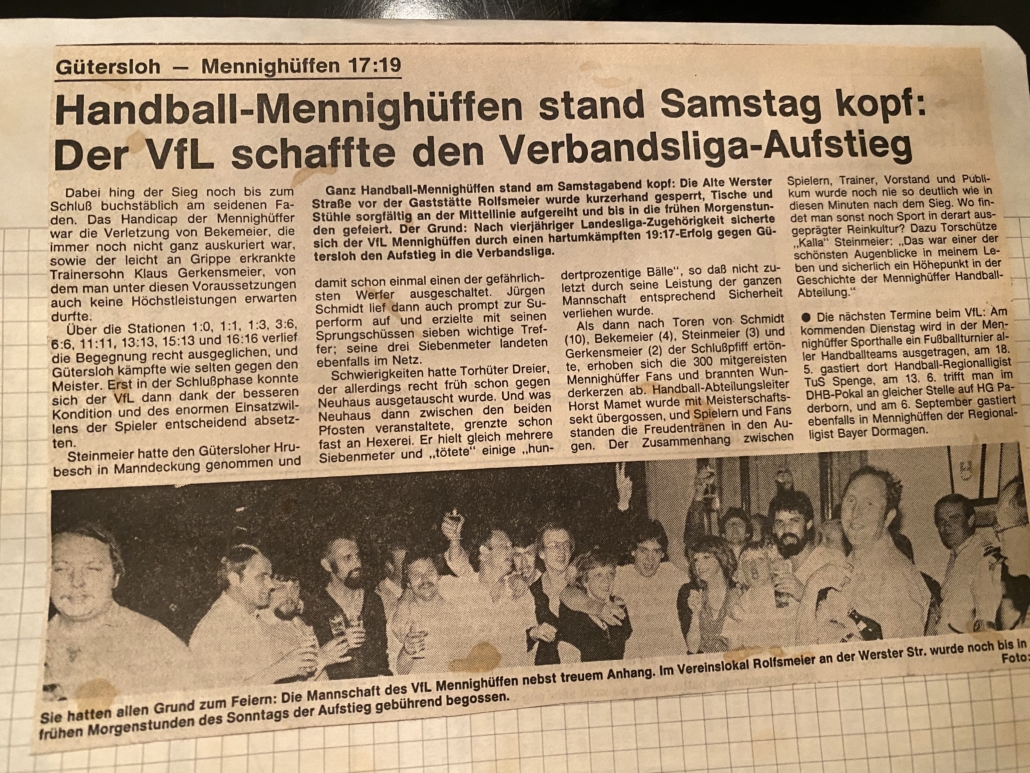 Gütersloh — Mennighüffen 17:19
Handball-Mennighüffen stand Samstag kopf:
Der VfL schaffte den Verbandsliga-Aufstieg
Dabei hing der Sieg noch bis zum
Schluß buchstäblich am seidenen Fa-
den. Das Handicap der Mennighüffer
war die Verletzung von Bekemeier, die
immer noch nicht ganz auskuriert war,
sowie der leicht an Grippe erkrankte
Trainersohn Klaus Gerkensmeier, von
dem man unter diesen Voraussetzungen
auch keine Höchstleistungen erwarten
durfte.
Über die Stationen 1:0, 1:1, 1:3, 3:6,
6:6, 11:11, 13:13, 15:13 und 16:16 verlief
die Begegnung recht ausgeglichen, und
Gütersloh kämpfte wie selten gegen den
Meister. Erst in der Schlußphase konnte
sich der VfL dann dank der besseren
Kondition und des enormen Einsatzwil-
lens der Spieler entscheidend absetz-
ten.
Steinmeier hatte den Gütersloher Hru-
besch in Manndeckung genommen und
Ganz Handball-Mennighüffen stand am Samstagabend kopf: Die Alte Werster
Straße vor der Gaststätte Rolfsmeier wurde kurzerhand gesperrt, Tische und
Stühle sorgfältig an der Mittellinie aufgereiht und bis in die frühen Morgenstun-
den gefeiert. Der Grund: Nach vierjähriger Landesliga-Zugehörigkeit sicherte
sich der VfL Mennighüffen durch einen hartumkämpften 19:17-Erfolg gegen Gü-
tersloh den Aufstieg in die Verbandsliga.
damit schon einmal einen der gefährlich-
sten Werfer ausgeschaltet. Jürgen
Schmidt lief dann auch prompt zur Su-
perform auf und erzielte mit seinen
Sprungschüssen sieben wichtige Tref-
fer; seine drei Siebenmeter landeten
ebenfalls im Netz.
Schwierigkeiten hatte Torhüter Dreier,
der allerdings recht früh schon gegen
Neuhaus ausgetauscht wurde. Und was
Neuhaus dann zwischen den beiden
Pfosten veranstaltete, grenzte schon
fast an Hexerei. Er hielt gleich mehrere
Siebenmeter und „tötete" einige „hun-
dertprozentige Bälle", so daß nicht zu-
letzt durch seine Leistung der ganzen
Mannschaft entsprechend Sicherheit
verliehen wurde.
Als dann nach Toren von Schmidt
(10), Bekemeier (4), Steinmeier (3) und
Gerkensmeier (2) der Schlußpfiff ertön-
te, erhoben sich die 300 mitgereisten
Mennighüffer Fans und brannten Wun-
derkerzen ab. Handball-Abteilungsleiter
Horst Mamet wurde mit Meisterschafts-
sekt übergossen, und Spielern und Fans
standen die Freudentränen in den Au-
gen. Der Zusammenhang zwischen
Spielern, Trainer, Vorstand und Publi-
kum wurde noch nie so deutlich wie in
diesen Minuten nach dem Sieg. Wo fin-
det man sonst noch Sport in derart aus-
geprägter Reinkultur? Dazu Torschütze
„Kalla" Steinmeier: „Das war einer der
schönsten Augenblicke in meinem Le-
ben und sicherlich ein Höhepunkt in der
Geschichte der Mennighüffer Handball-
Abteilung."
● Die nächsten Termine beim VfL: Am
kommenden Dienstag wird in der Men-
nighüffer Sporthalle ein Fußballturnier al-
ler Handballteams ausgetragen, am 18.
5. gastiert dort Handball-Regionalligist
TuS Spenge, am 13. 6. trifft man im
DHB-Pokal an gleicher Stelle auf HG Pa-
derborn, und am 6. September gastiert
ebenfalls in Mennighüffen der Regional-
ligist Bayer Dormagen.
Sie hatten allen Grund zum Feiern: Die Mannschaft des VfL Mennighüffen nebst treuem Anhang. Im Vereinslokal Rolfsmeier an der Werster Str. wurde noch bis in
frühen Morgenstunden des Sonntags der Aufstieg gebührend begossen.
Foto: